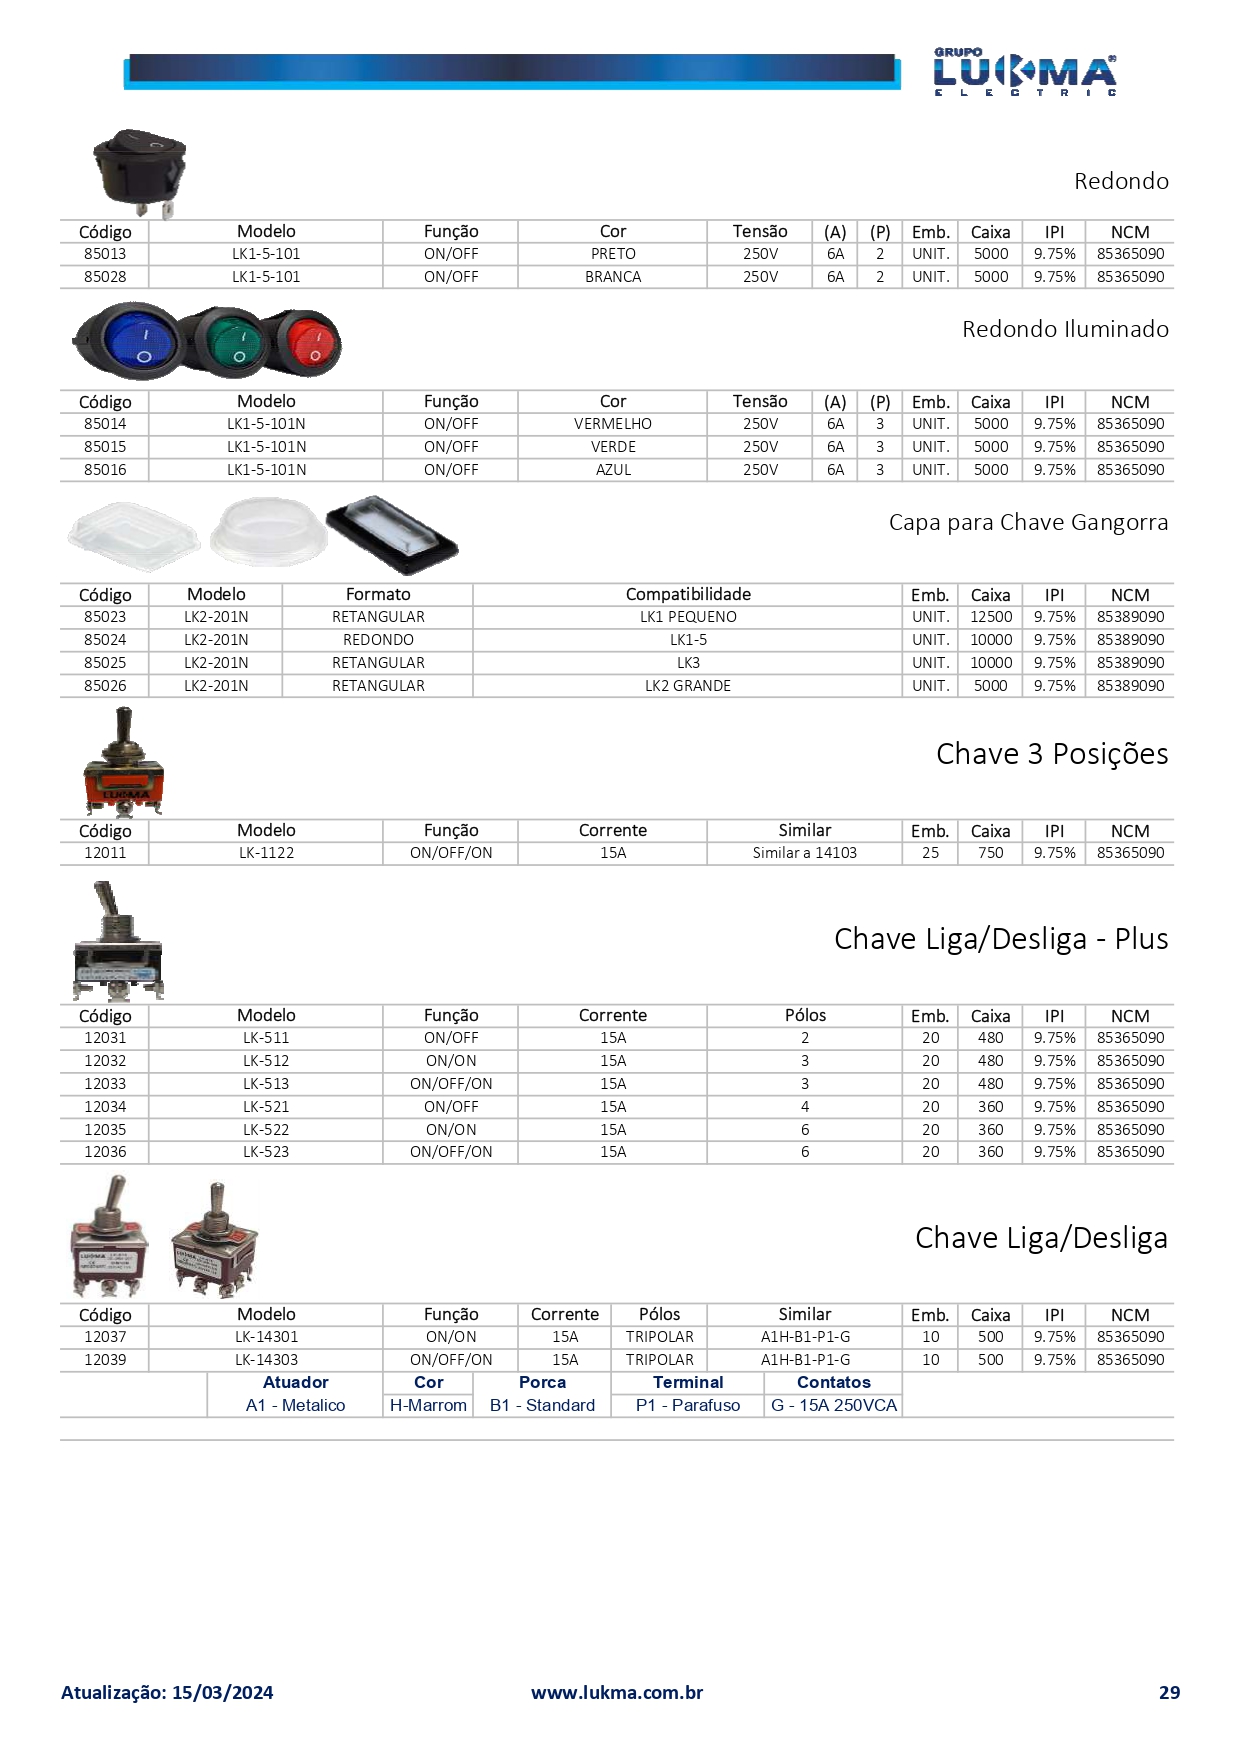 GRUPO
LUKMA
ELECTRIC
Redondo
Código Modelo Função Cor Tensão (A) (P) Emb. Caixa IPI NCM
85013 LK1-5-101 ON/OFF PRETO 250V 6A 2 UNIT. 5000 9.75% 85365090
85028 LK1-5-101 ON/OFF BRANCA 250V 6A 2 UNIT. 5000 9.75% 85365090
Redondo Iluminado
Código Modelo Função Cor Tensão (A) (P) Emb. Caixa IPI NCM
85014 LK1-5-101N ON/OFF VERMELHO 250V 6A 3 UNIT. 5000 9.75% 85365090
85015 LK1-5-101N ON/OFF VERDE 250V 6A 3 UNIT. 5000 9.75% 85365090
85016 LK1-5-101N ON/OFF AZUL 250V 6A 3 UNIT. 5000 9.75% 85365090
Capa para Chave Gangorra
Código Modelo Formato Compatibilidade Emb. Caixa IPI NCM
85023 LK2-201N RETANGULAR LK1 PEQUENO UNIT. 12500 9.75% 85389090
85024 LK2-201N REDONDO LK1-5 UNIT. 10000 9.75% 85389090
85025 LK2-201N RETANGULAR LK3 UNIT. 10000 9.75% 85389090
85026 LK2-201N RETANGULAR LK2 GRANDE UNIT. 5000 9.75% 85389090
LUKMA
Chave 3 Posições
Código Modelo Função Corrente Similar Emb. Caixa IPI NCM
12011 LK-1122 ON/OFF/ON 15A Similar a 14103 25 750 9.75% 85365090
Chave Liga/Desliga - Plus
Código Modelo Função Corrente Pólos Emb. Caixa IPI NCM
12031 LK-511 ON/OFF 15A 2 20 480 9.75% 85365090
12032 LK-512 ON/ON 15A 3 20 480 9.75% 85365090
12033 LK-513 ON/OFF/ON 15A 3 20 480 9.75% 85365090
12034 LK-521 ON/OFF 15A 4 20 360 9.75% 85365090
12035 LK-522 ON/ON 15A 6 20 360 9.75% 85365090
12036 LK-523 ON/OFF/ON 15A 6 20 360 9.75% 85365090
LUKMA
LUKMA
Chave Liga/Desliga
Código Modelo Função Corrente Pólos Similar Emb. Caixa IPI NCM
12037 LK-14301 ON/ON 15A TRIPOLAR A1H-B1-P1-G 10 500 9.75% 85365090
12039 LK-14303 ON/OFF/ON 15A TRIPOLAR A1H-B1-P1-G 10 500 9.75% 85365090
Atuador Cor Porca Terminal Contatos
A1 - Metalico H-Marrom B1 - Standard P1 - Parafuso G - 15A 250VCA
Atualização: 15/03/2024 www.lukma.com.br 29